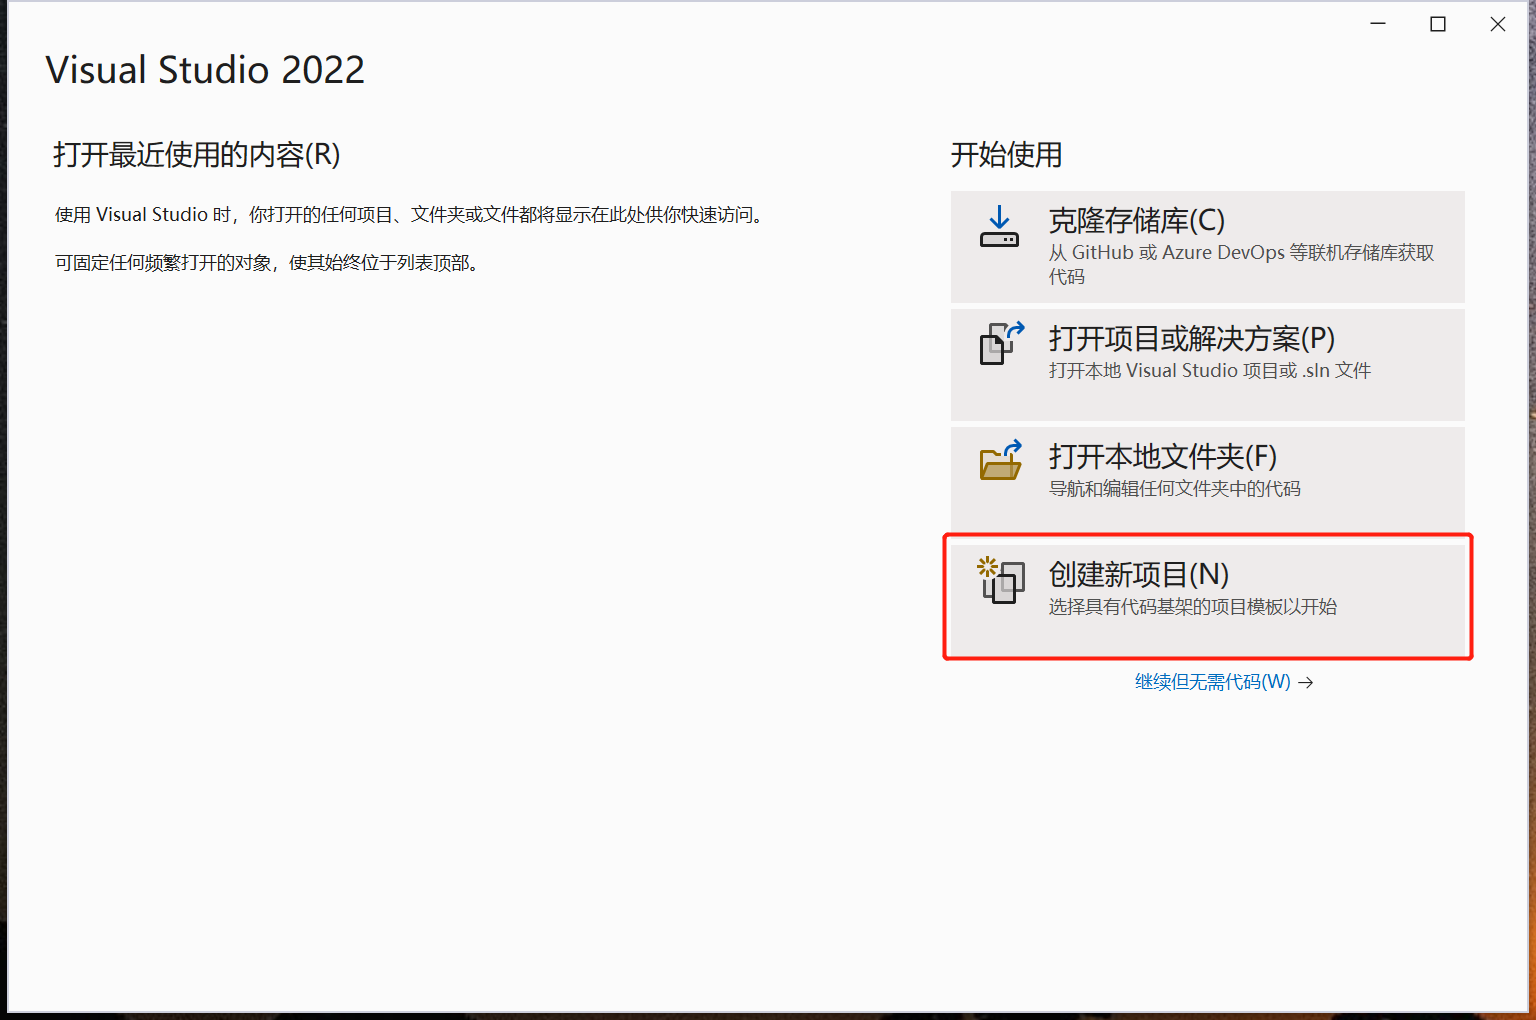 Visual Studio 2022
打开最近使用的内容(R)
使用 Visual Studio 时，你打开的任何项目、文件夹或文件都将显示在此处供你快速访问。
可固定任何频繁打开的对象，使其始终位于列表顶部。
开始使用
克隆存储库(C)
从 GitHub 或 Azure DevOps 等联机存储库获取
代码
打开项目或解决方案(P)
打开本地 Visual Studio 项目或 .sln 文件
打开本地文件夹(F)
导航和编辑任何文件夹中的代码
创建新项目(N)
选择具有代码基架的项目模板以开始
继续但无需代码(W) →